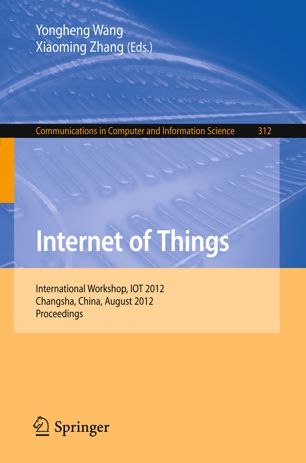 Yongheng Wang
Xiaoming Zhang (Eds.)
Communications in Computer and Information Science 312
Internet of Things
International Workshop, IOT 2012
Changsha, China, August 2012
Proceedings
Springer